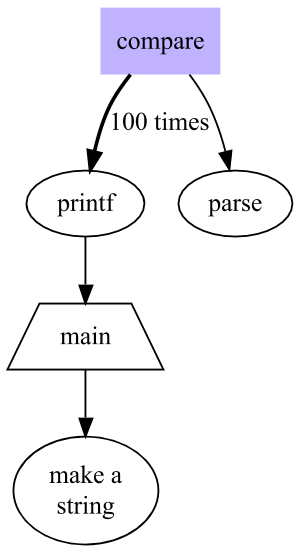 compare
100 times
printf
parse
main
make a
string